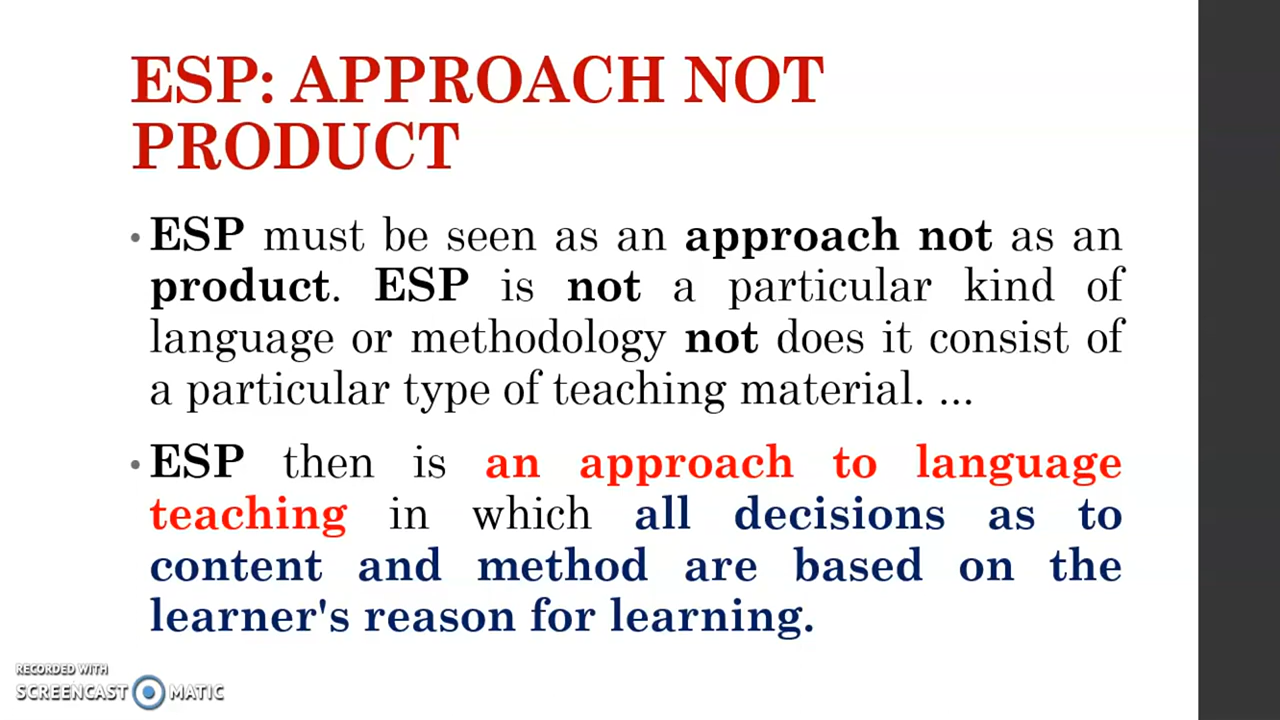 ESP: APPROACH NOT
PRODUCT
• ESP must be seen as an approach not as an
product. ESP is not a particular kind of
language or methodology not does it consist of
a particular type of teaching material. ...
• ESP then is an approach to language
teaching in which all decisions as to
content and method are based on the
learner's reason for learning.
RECORDED WITH
SCREENCAST MATIC